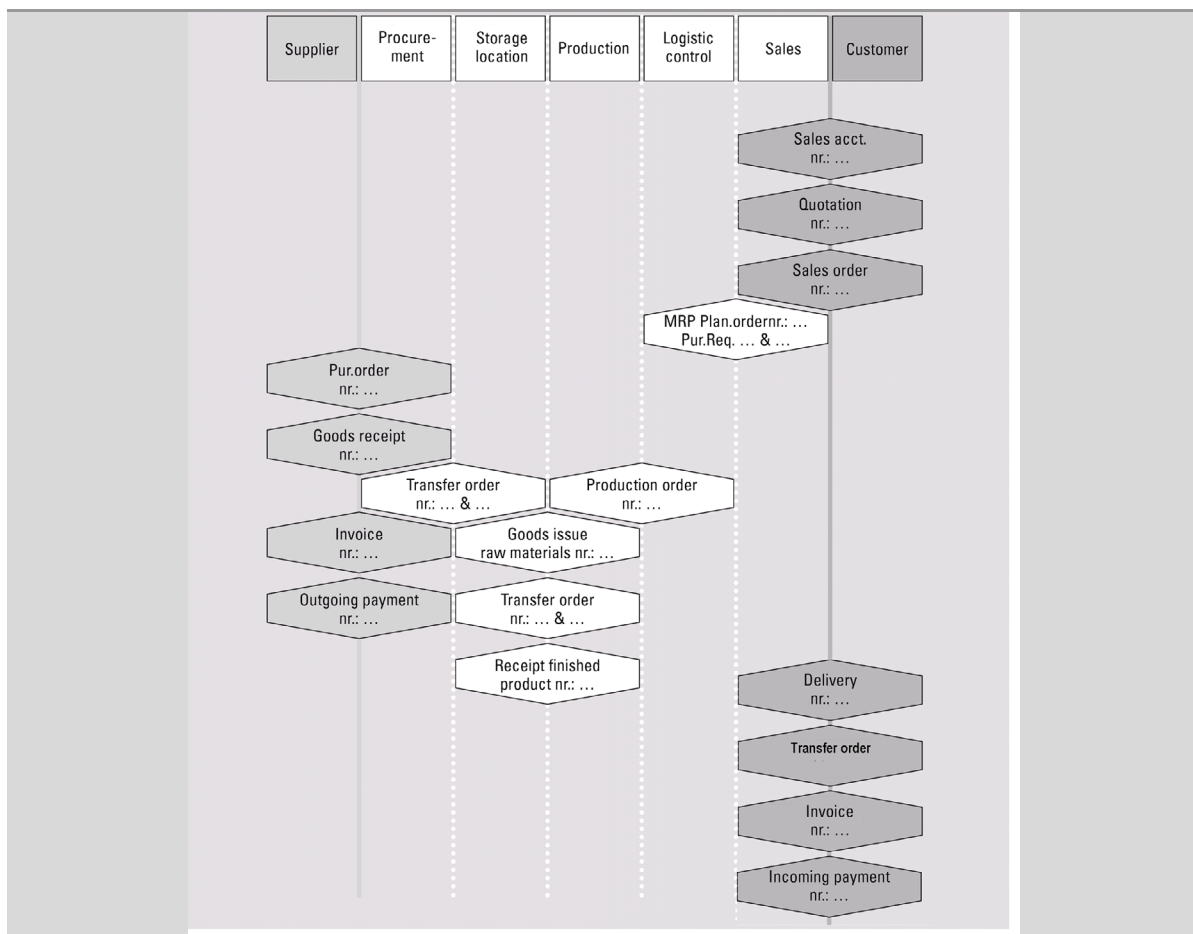 Supplier
Procure-
ment
Storage
location
Production
Logistic
control
Sales
Customer
Sales acct.
nr.: ...
Quotation
nr.: ...
Sales order
nr.: ...
MRP Plan.ordernr.: ...
Pur.Req. ... & ...
Pur.order
nr.: ...
Goods receipt
nr.: ...
Transfer order
nr.: ... & ...
Production order
nr.: ...
Invoice
nr.: ...
Goods issue
raw materials nr.: ...
Outgoing payment
nr.: ...
Transfer order
nr.: ... & ...
Receipt finished
product nr.: ...
Delivery
nr.: ...
Transfer order
Invoice
nr.: ...
Incoming payment
nr.: ...